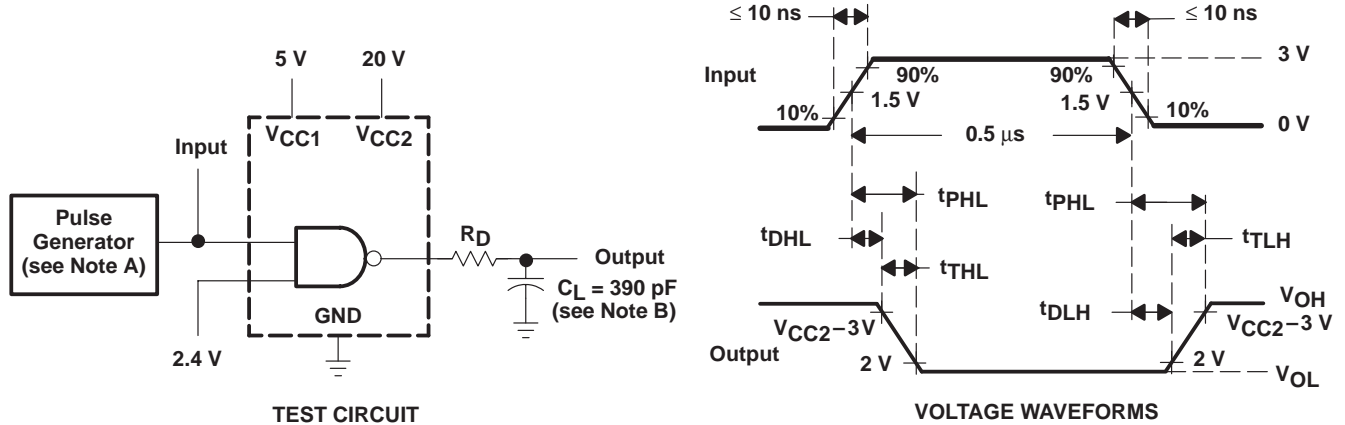 5 V
20 V
VCC1
VCC2
Input
Pulse
Generator
(see Note A)
RD
Output
CL = 390 pF
(see Note B)
GND
2.4 V
TEST CIRCUIT
≤ 10 ns
≤ 10 ns
Input
3 V
90%
90%
1.5 V
1.5 V
10%
10%
0 V
0.5 μs
tPHL
tPHL
tDHL
tTLH
tTHL
tDLH
VOH
VCC2−3 V
VCC2−3 V
Output
2 V
2 V
VOL
VOLTAGE WAVEFORMS